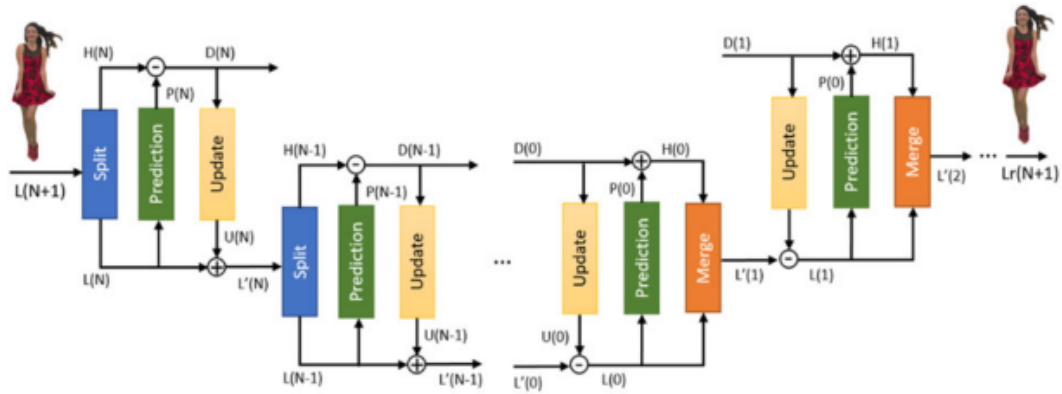 L(N+1)
H(N)
D(N)
P(N)
Split
Prediction
Update
U(N)
L(N)
L'(N)
H(N-1)
D(N-1)
P(N-1)
Split
Prediction
Update
U(N-1)
L(N-1)
L'(N-1)
...
D(0)
H(0)
P(0)
Update
Prediction
Merge
U(0)
L'(0)
L(0)
L'(1)
D(1)
H(1)
P(0)
Update
Prediction
Merge
L(1)
L'(2)
...
Lr(N+1)